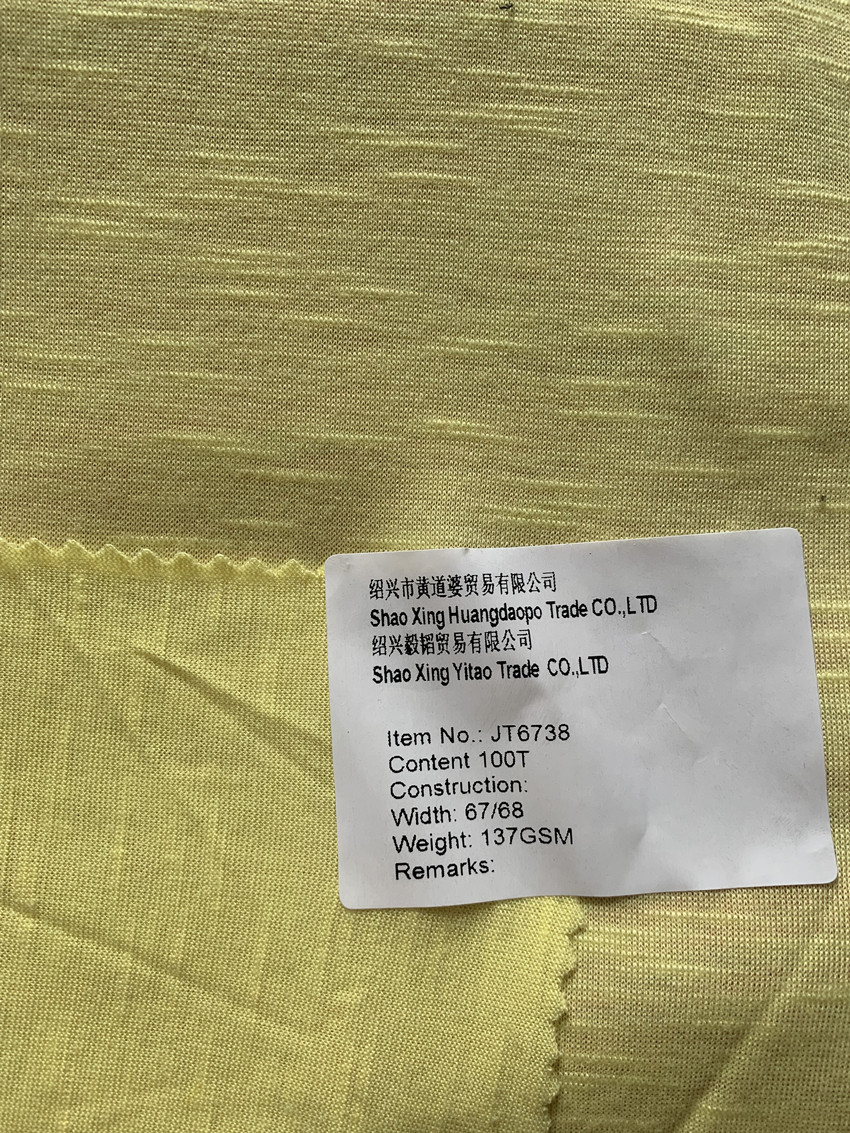 绍兴市黄道婆贸易有限公司
Shao Xing Huangdaopo Trade CO.,LTD
绍兴毅韬贸易有限公司
Shao Xing Yitao Trade CO.,LTD
Item No.: JT6738
Content 100T
Construction:
Width: 67/68
Weight: 137GSM
Remarks: